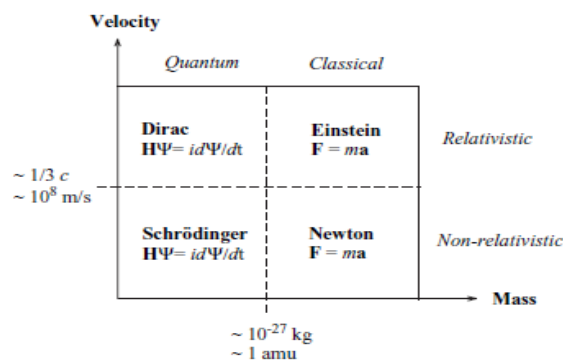 Velocity
Quantum Classical
Dirac Einstein
HΨ= idΨ/dt F = ma
Relativistic
~ 1/3 c
~ 10⁸ m/s
Schrödinger Newton
HΨ= idΨ/dt F = ma
Non-relativistic
Mass
~ 10⁻²⁷ kg
~ 1 amu